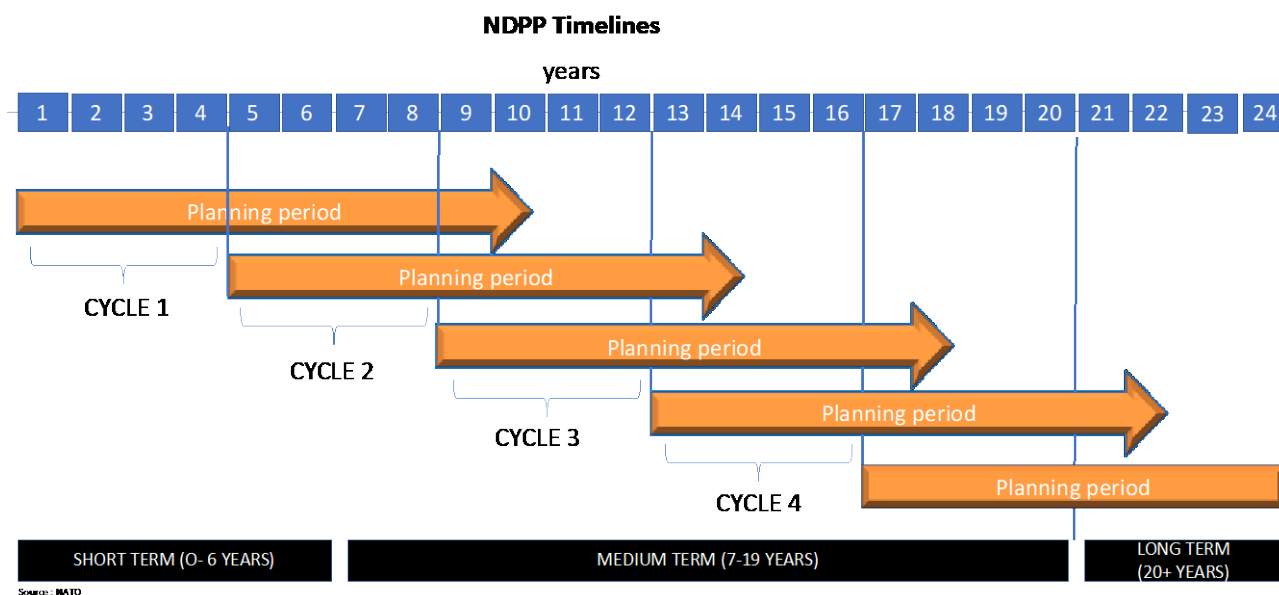 NDPP Timelines
years
1 2 3 4 5 6 7 8 9 10 11 12 13 14 15 16 17 18 19 20 21 22 23 24
Planning period
CYCLE 1
Planning period
CYCLE 2
Planning period
CYCLE 3
Planning period
CYCLE 4
Planning period
SHORT TERM (O- 6 YEARS)
MEDIUM TERM (7-19 YEARS)
LONG TERM
(20+ YEARS)
Source : NATO